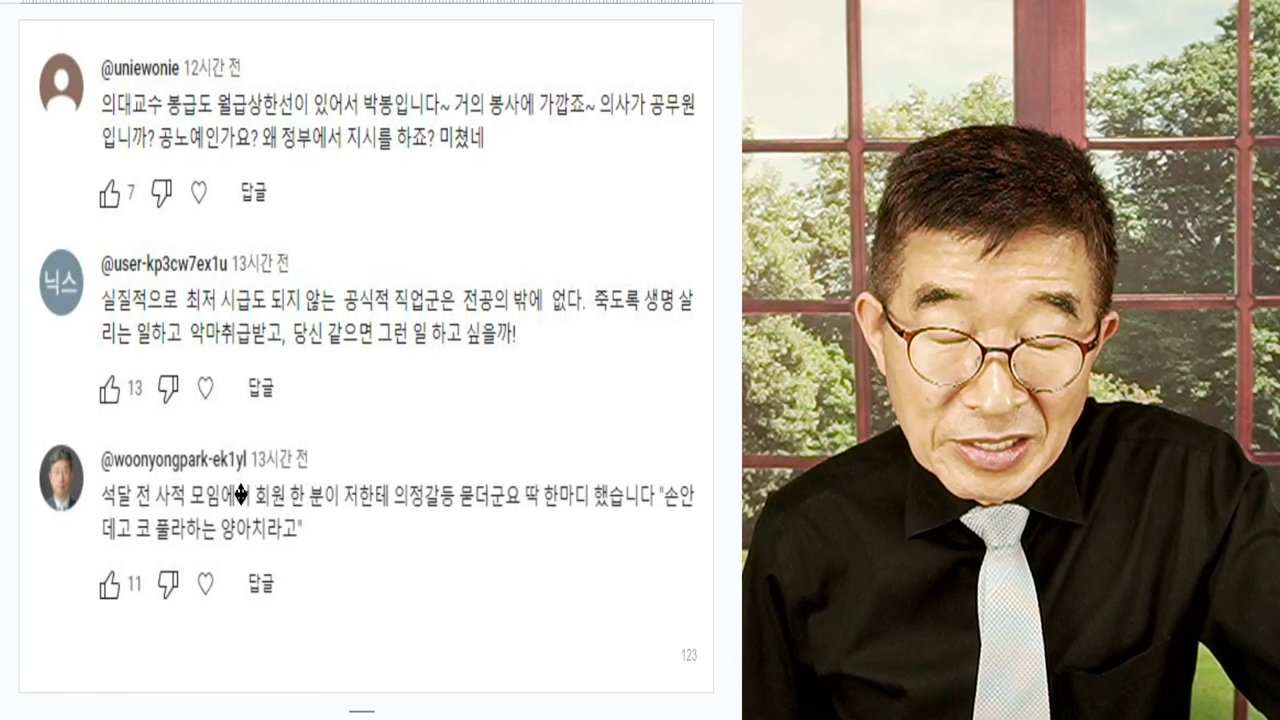 @uniewonie 12시간 전
의대교수 봉급도 월급상한선이 있어서 박봉입니다~ 거의 봉사에 가깝죠~ 의사가 공무원
입니까? 공노예인가요? 왜 정부에서 지시를 하죠? 미쳤네
7 답글
닉스
@user-kp3cw7ex1u 13시간 전
실질적으로 최저 시급도 되지 않는 공식적 직업군은 전공의 밖에 없다. 죽도록 생명 살
리는 일하고 악마취급받고, 당신 같으면 그런 일 하고 싶을까!
13 답글
@woonyongpark-ek1yl 13시간 전
석달 전 사적 모임에 회원 한 분이 저한테 의정갈등 묻더군요 딱 한마디 했습니다 "손안
데고 코 풀라하는 양아치라고"
11 답글
123